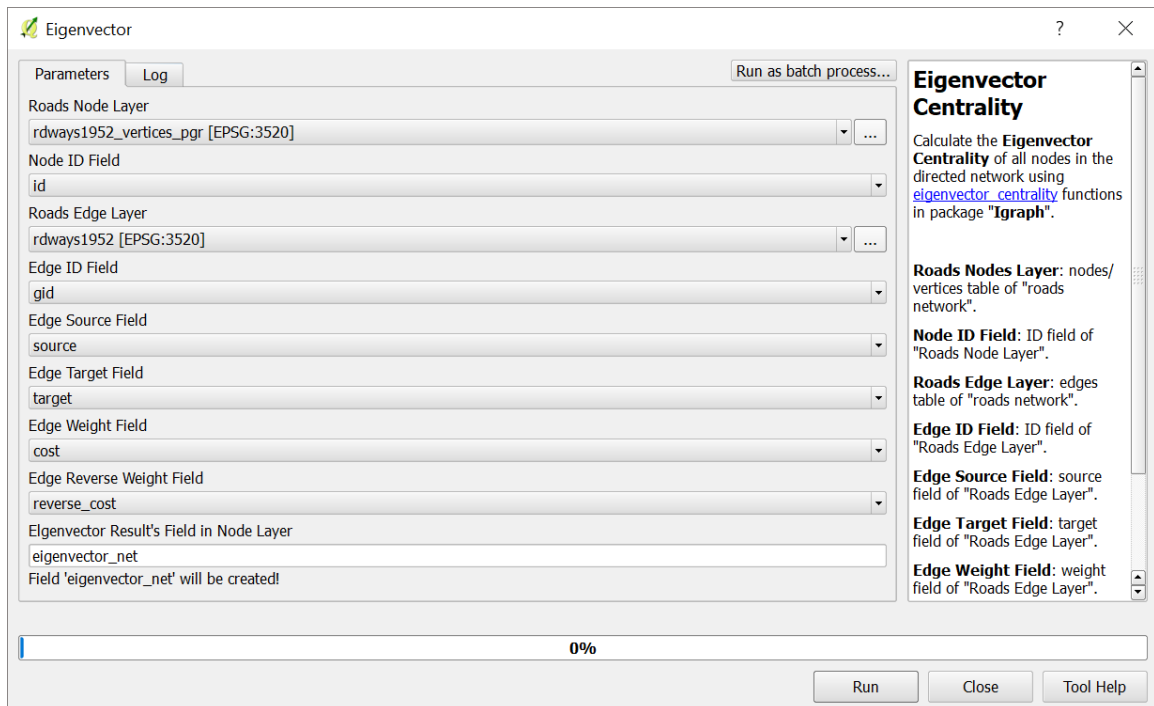 Eigenvector
?
Parameters
Log
Run as batch process...
Roads Node Layer
rdways1952_vertices_pgr [EPSG:3520]
...
Node ID Field
id
Roads Edge Layer
rdways1952 [EPSG:3520]
...
Edge ID Field
gid
Edge Source Field
source
Edge Target Field
target
Edge Weight Field
cost
Edge Reverse Weight Field
reverse_cost
EIgenvector Result's Field in Node Layer
eigenvector_net
Field 'eigenvector_net' will be created!
Eigenvector
Centrality
Calculate the Eigenvector
Centrality of all nodes in the
directed network using
eigenvector_centrality functions
in package "Igraph".
Roads Nodes Layer: nodes/
vertices table of "roads
network".
Node ID Field: ID field of
"Roads Node Layer".
Roads Edge Layer: edges
table of "roads network".
Edge ID Field: ID field of
"Roads Edge Layer".
Edge Source Field: source
field of "Roads Edge Layer".
Edge Target Field: target
field of "Roads Edge Layer".
Edge Weight Field: weight
field of "Roads Edge Layer".
0%
Run
Close
Tool Help